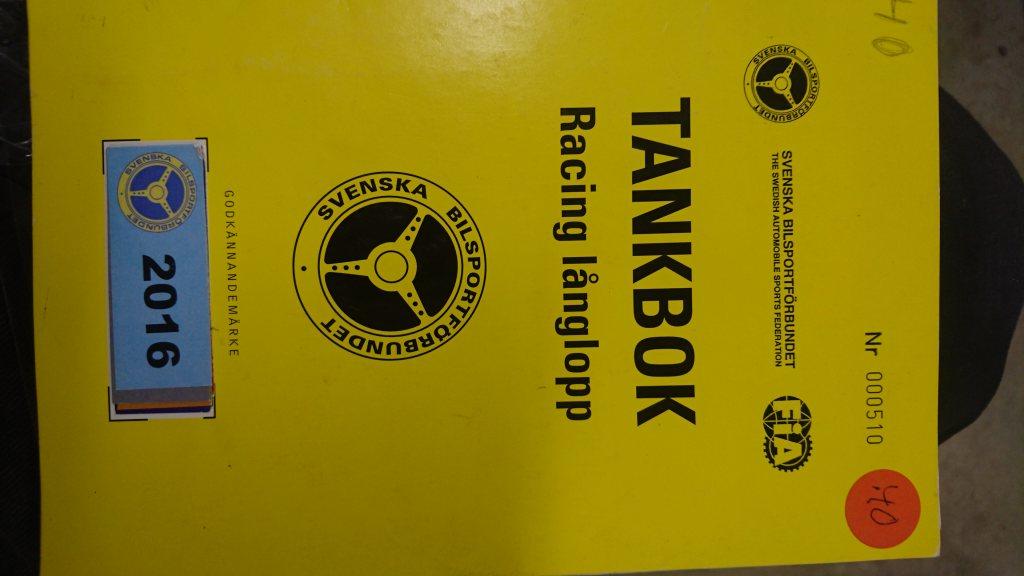 40
Nr 000510
40
SVENSKA BILSPORTFÖRBUNDET
SVENSKA BILSPORTFÖRBUNDET
THE SWEDISH AUTOMOBILE SPORTS FEDERATION
FIA
TANKBOK
Racing långlopp
SVENSKA BILSPORTFÖRBUNDET
GODKÄNNANDEMÄRKE
SVENSKA BILSPORTFÖRBUNDET
2016